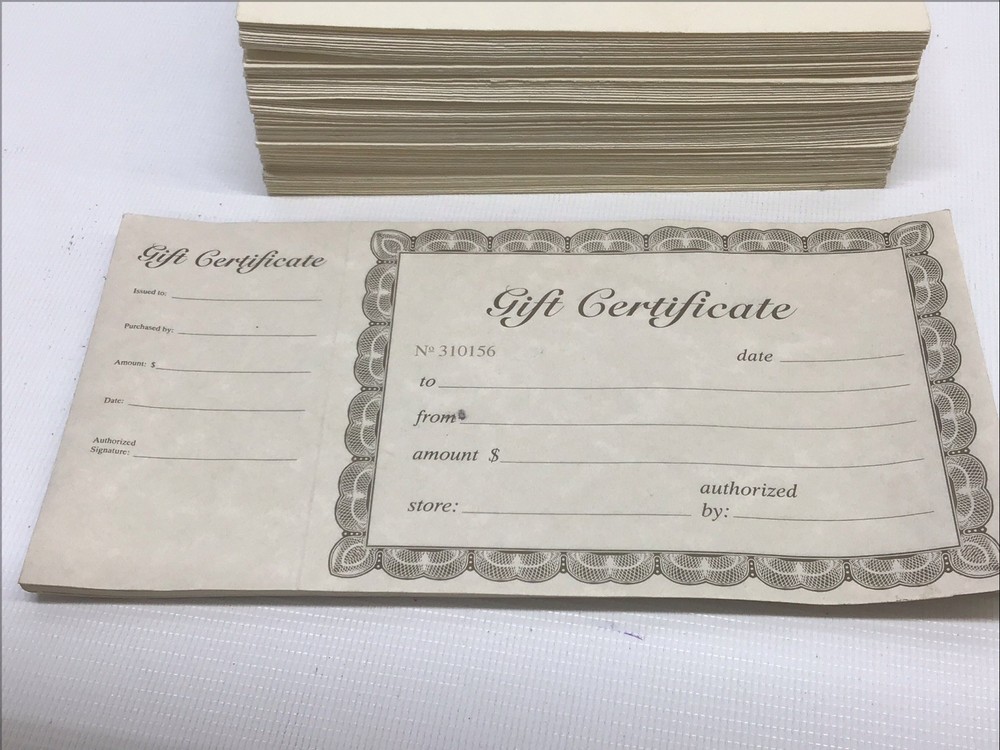 Gift Certificate
Issued to:
Purchased by:
Amount: $
Date:
Authorized
Signature:
Gift Certificate
Nº 310156
date
to
from
amount $
store:
authorized
by: